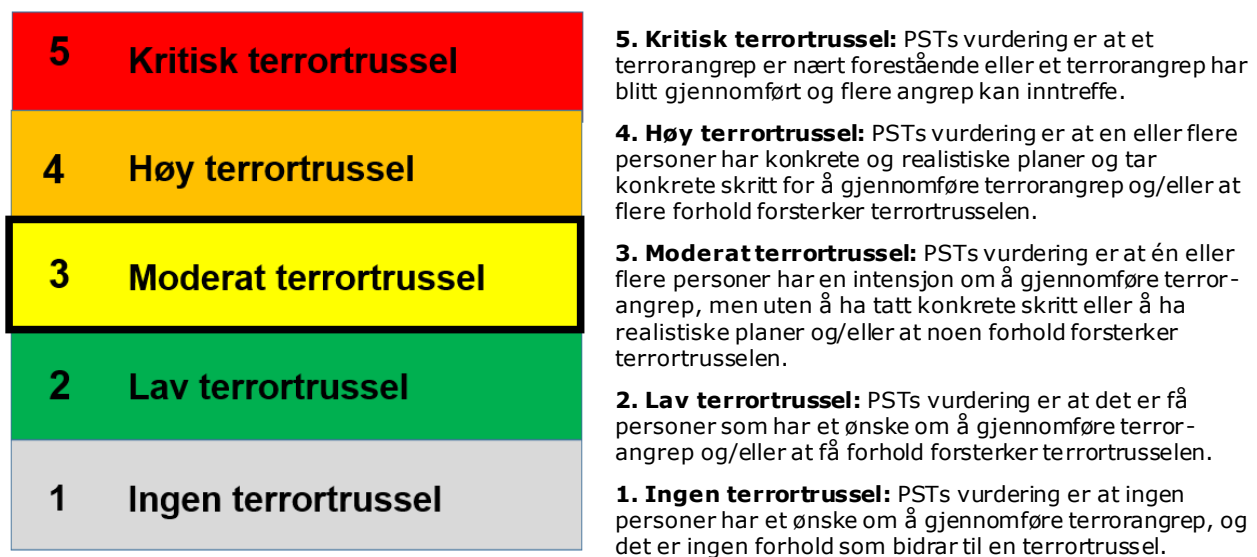 5 Kritisk terrortrussel
4 Høy terrortrussel
3 Moderat terrortrussel
2 Lav terrortrussel
1 Ingen terrortrussel
5. Kritisk terrortrussel: PSTs vurdering er at et
terrorangrep er nært forestående eller et terrorangrep har
blitt gjennomført og flere angrep kan inntreffe.
4. Høy terrortrussel: PSTs vurdering er at en eller flere
personer har konkrete og realistiske planer og tar
konkrete skritt for å gjennomføre terrorangrep og/eller at
flere forhold forsterker terrortrusselen.
3. Moderat terrortrussel: PSTs vurdering er at én eller
flere personer har en intensjon om å gjennomføre terror-
angrep, men uten å ha tatt konkrete skritt eller å ha
realistiske planer og/eller at noen forhold forsterker
terrortrusselen.
2. Lav terrortrussel: PSTs vurdering er at det er få
personer som har et ønske om å gjennomføre terror-
angrep og/eller at få forhold forsterker terrortrusselen.
1. Ingen terrortrussel: PSTs vurdering er at ingen
personer har et ønske om å gjennomføre terrorangrep, og
det er ingen forhold som bidrar til en terrortrussel.